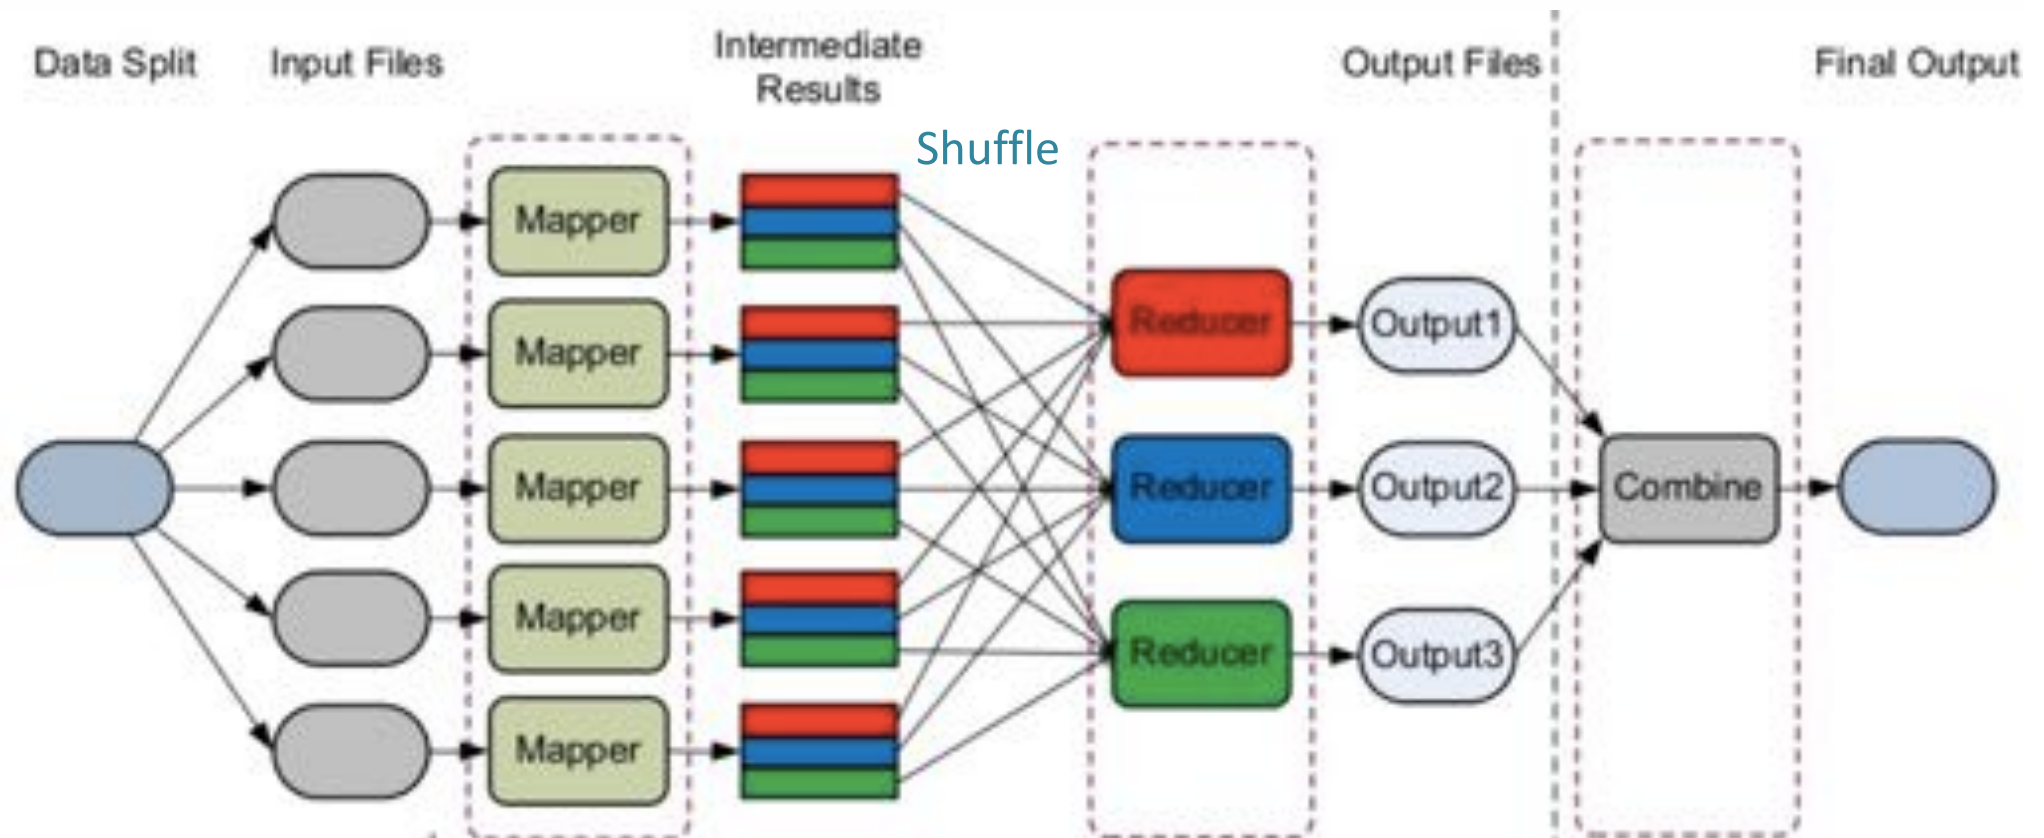 Data Split
Input Files
Intermediate
Results
Shuffle
Output Files
Final Output
Mapper
Mapper
Mapper
Mapper
Mapper
Reducer
Reducer
Reducer
Output1
Output2
Output3
Combine